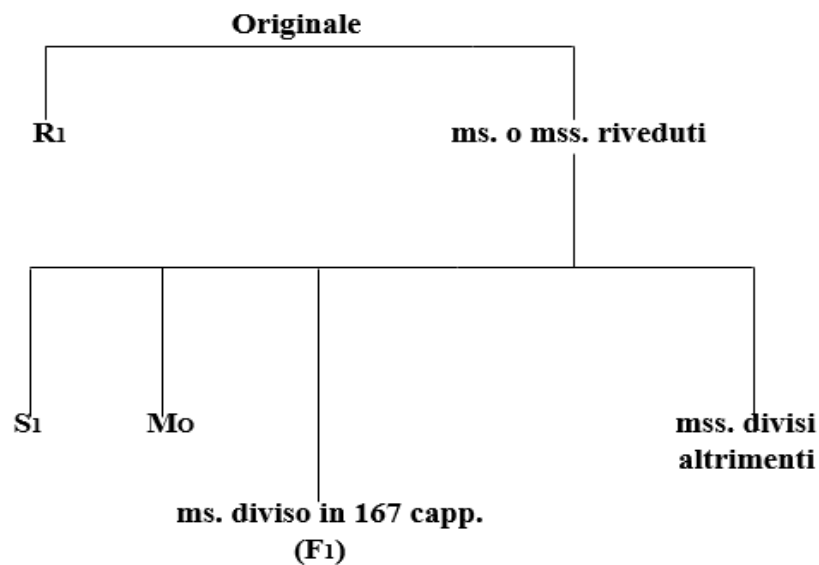 Originale
R1
ms. o mss. riveduti
S1
Mo
mss. divisi
altrimenti
ms. diviso in 167 capp.
(F1)